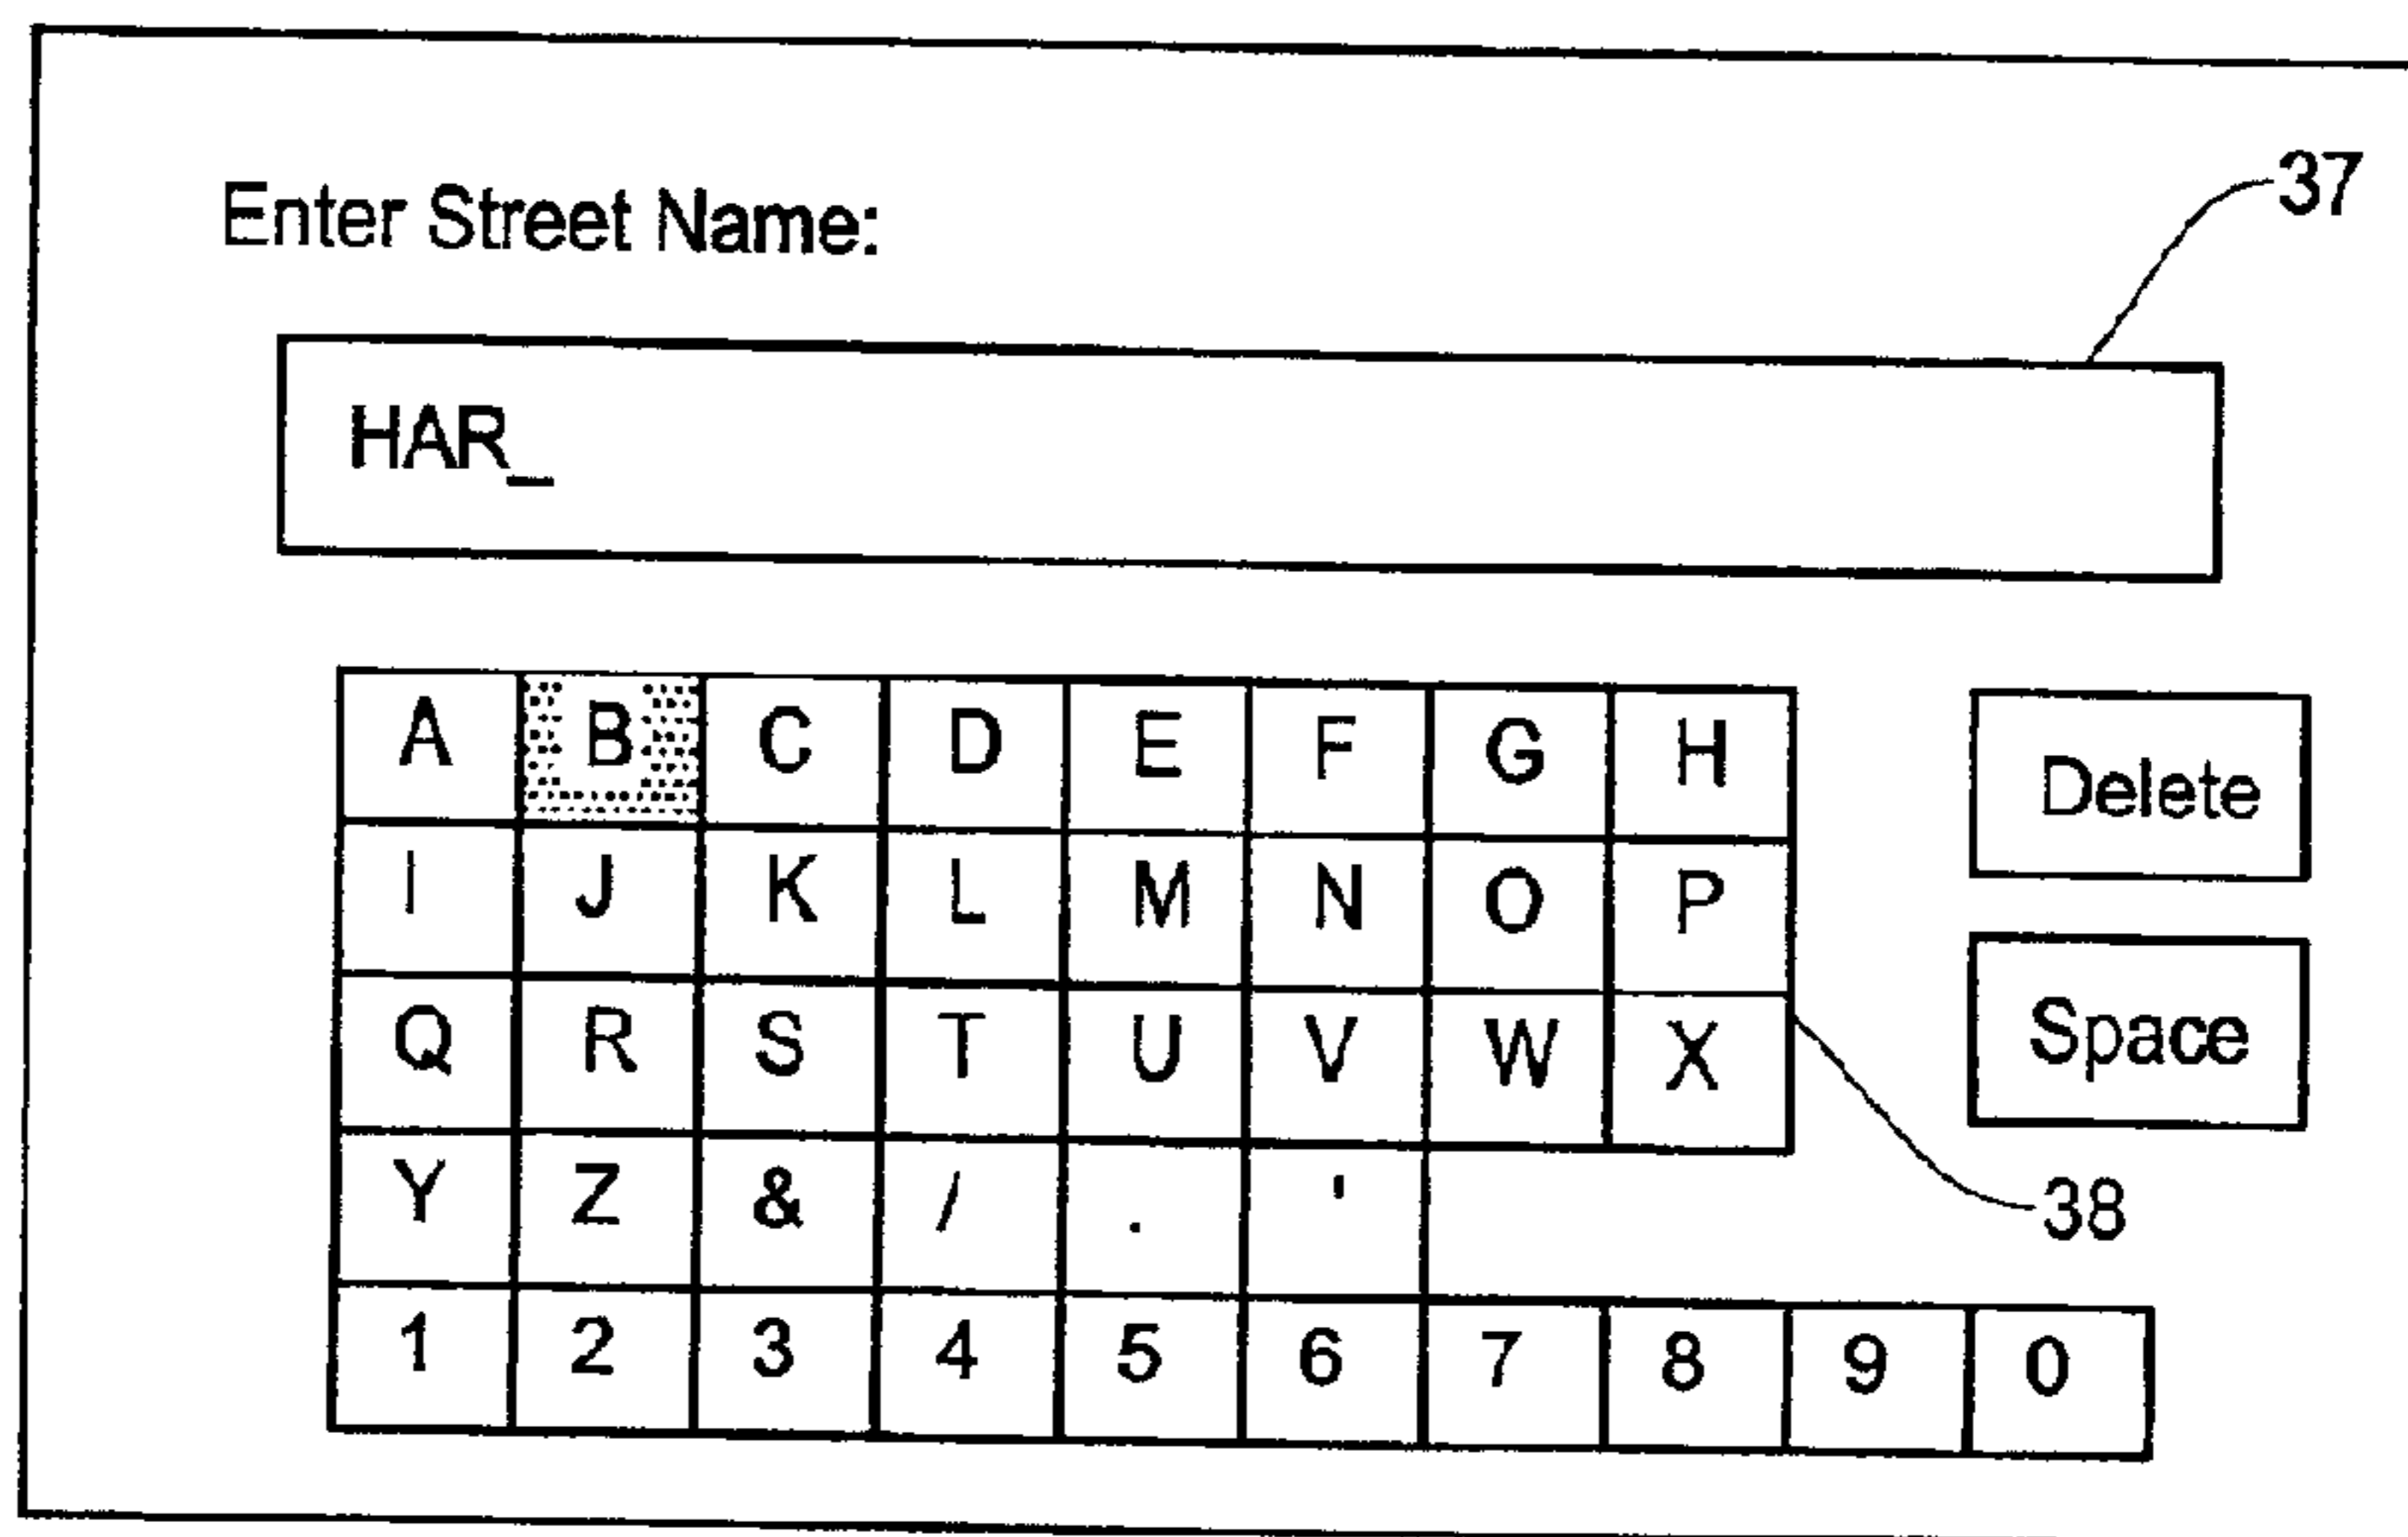 37
Enter Street Name:
HAR_
A B C D E F G H
Delete
I J K L M N O P
Q R S T U V W X
Space
Y Z & / . '
38
1 2 3 4 5 6 7 8 9 0